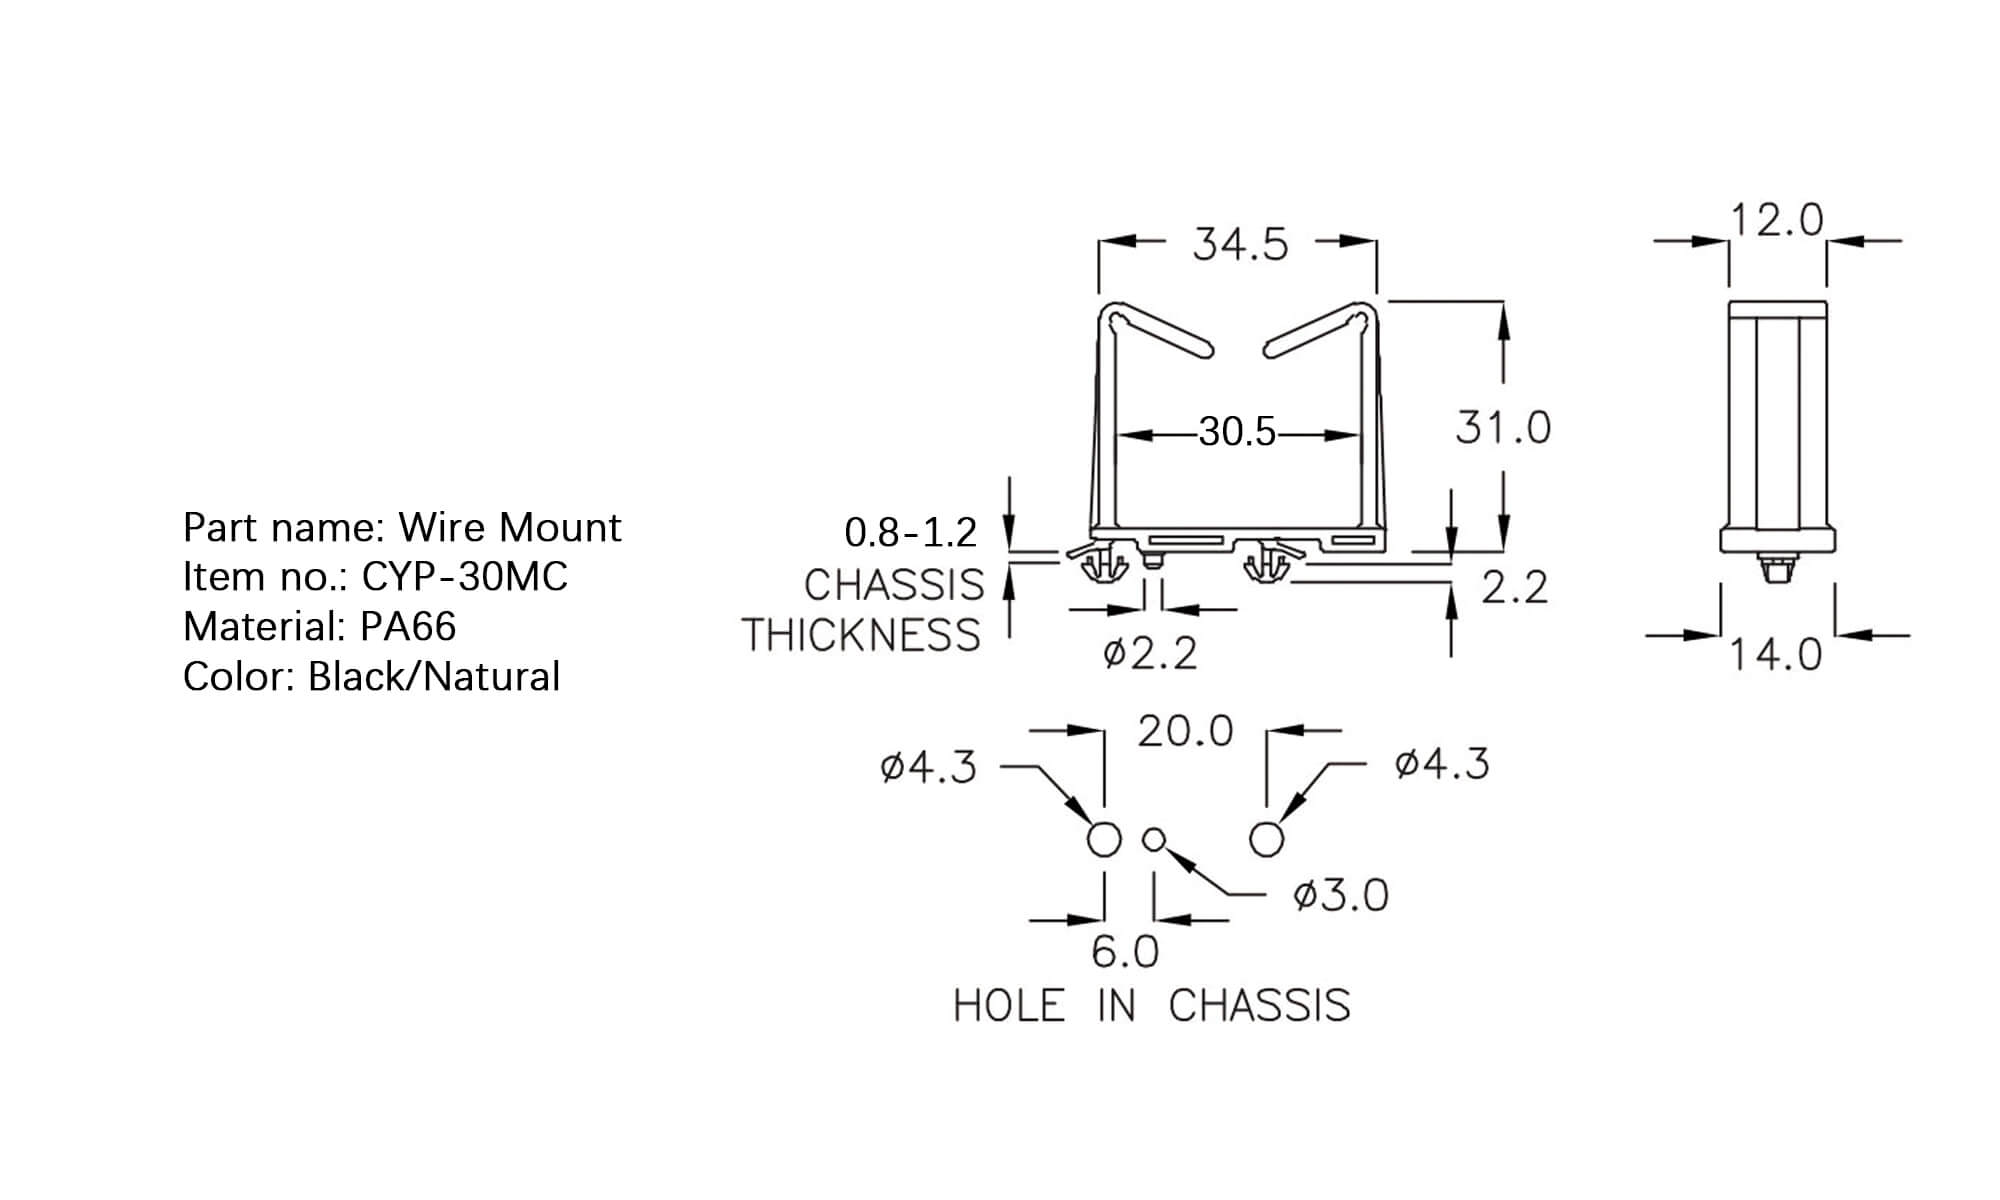 Part name: Wire Mount
Item no.: CYP-30MC
Material: PA66
Color: Black/Natural
34.5
12.0
30.5
31.0
0.8-1.2
CHASSIS
THICKNESS
2.2
ø2.2
14.0
20.0
ø4.3
ø4.3
ø3.0
6.0
HOLE IN CHASSIS